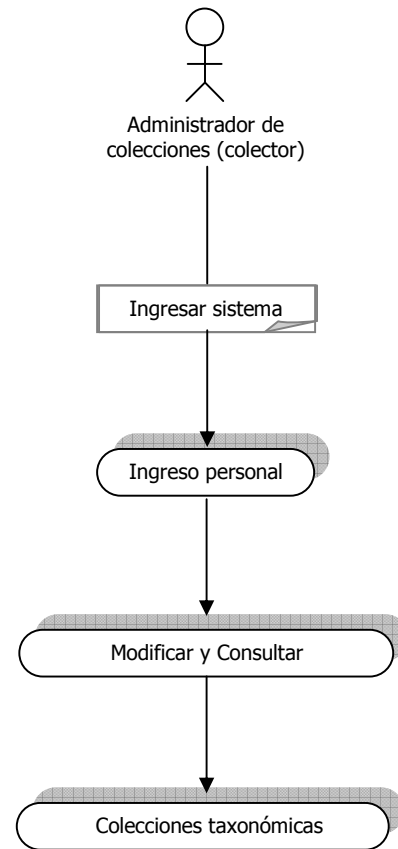 Administrador de
colecciones (colector)
Ingresar sistema
Ingreso personal
Modificar y Consultar
Colecciones taxonómicas